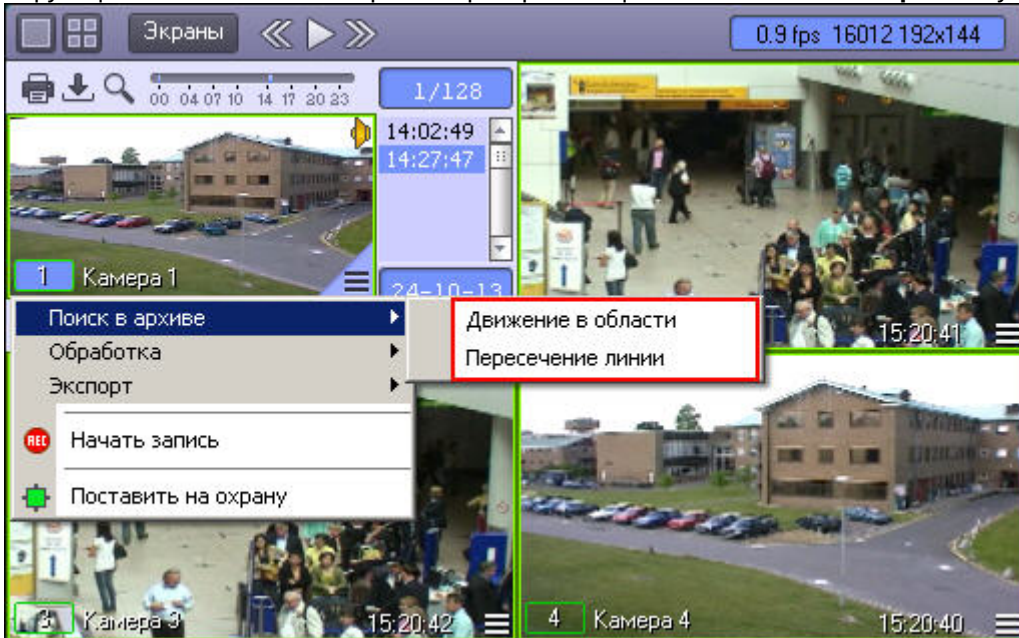 Экраны
0.9 fps 16012 192x144
00 04 07 10 14 17 20 23
1/128
14:02:49
14:27:47
1 Камера 1
24-10-13
Поиск в архиве
Движение в области
Обработка
Пересечение линии
Экспорт
REC Начать запись
Поставить на охрану
15:20:41
3 Камера 3
15:20:42
4 Камера 4
15:20:40